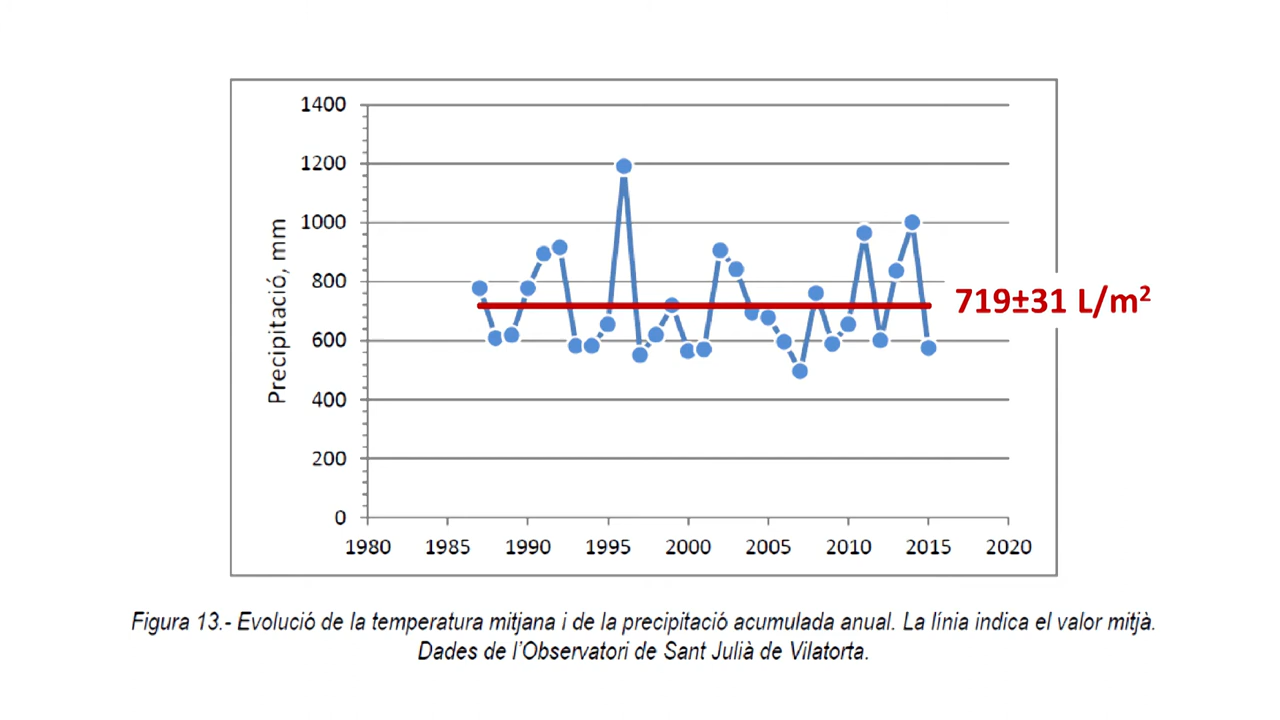 1400
1200
1000
800
600
400
200
0
Precipitació, mm
1980 1985 1990 1995 2000 2005 2010 2015 2020
719±31 L/m²
Figura 13.- Evolució de la temperatura mitjana i de la precipitació acumulada anual. La línia indica el valor mitjà.
Dades de l'Observatori de Sant Julià de Vilatorta.